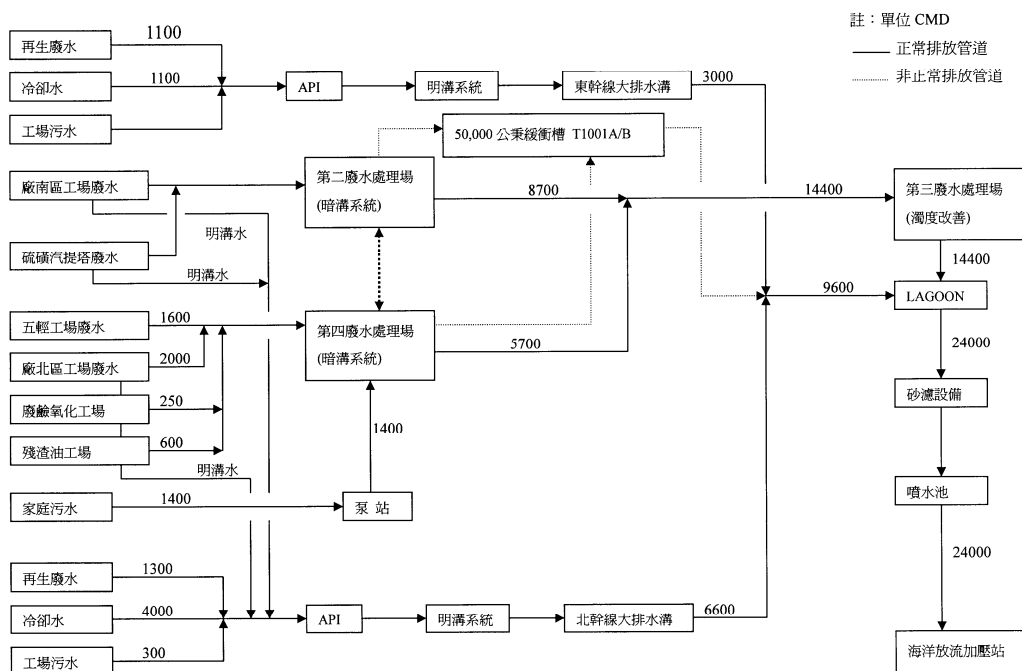 註：單位 CMD
正常排放管道
非止常排放管道
再生廢水
1100
冷卻水
1100
API
明溝系統
東幹線大排水溝
3000
工場污水
50,000 公秉緩衝槽 T1001A/B
廠南區工場廢水
第二廢水處理場
(暗溝系統)
8700
14400
第三廢水處理場
(濁度改善)
明溝水
硫磺汽提塔廢水
明溝水
14400
9600
LAGOON
五輕工場廢水
1600
第四廢水處理場
(暗溝系統)
5700
廠北區工場廢水
2000
24000
廢鹼氧化工場
250
砂濾設備
殘渣油工場
600
1400
明溝水
家庭污水
1400
泵 站
噴水池
24000
再生廢水
1300
冷卻水
4000
API
明溝系統
北幹線大排水溝
6600
工場污水
300
海洋放流加壓站